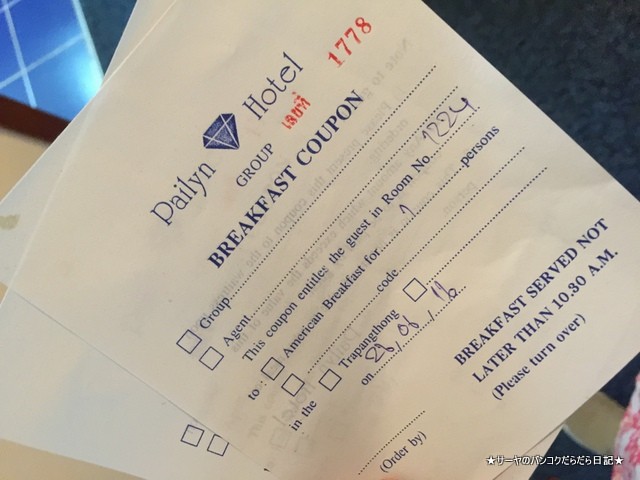 Pailyn Hotel
GROUP
เลขที่ 1778
BREAKFAST COUPON
Group
Agent
This coupon entitles the guest in Room No. 1224
to : American Breakfast for 1 persons
code
in the Trapangthong
on 28/08/16
(Order by)
BREAKFAST SERVED NOT
LATER THAN 10.30 A.M.
(Please turn over)
★サーヤのバンコクだらだら日記★